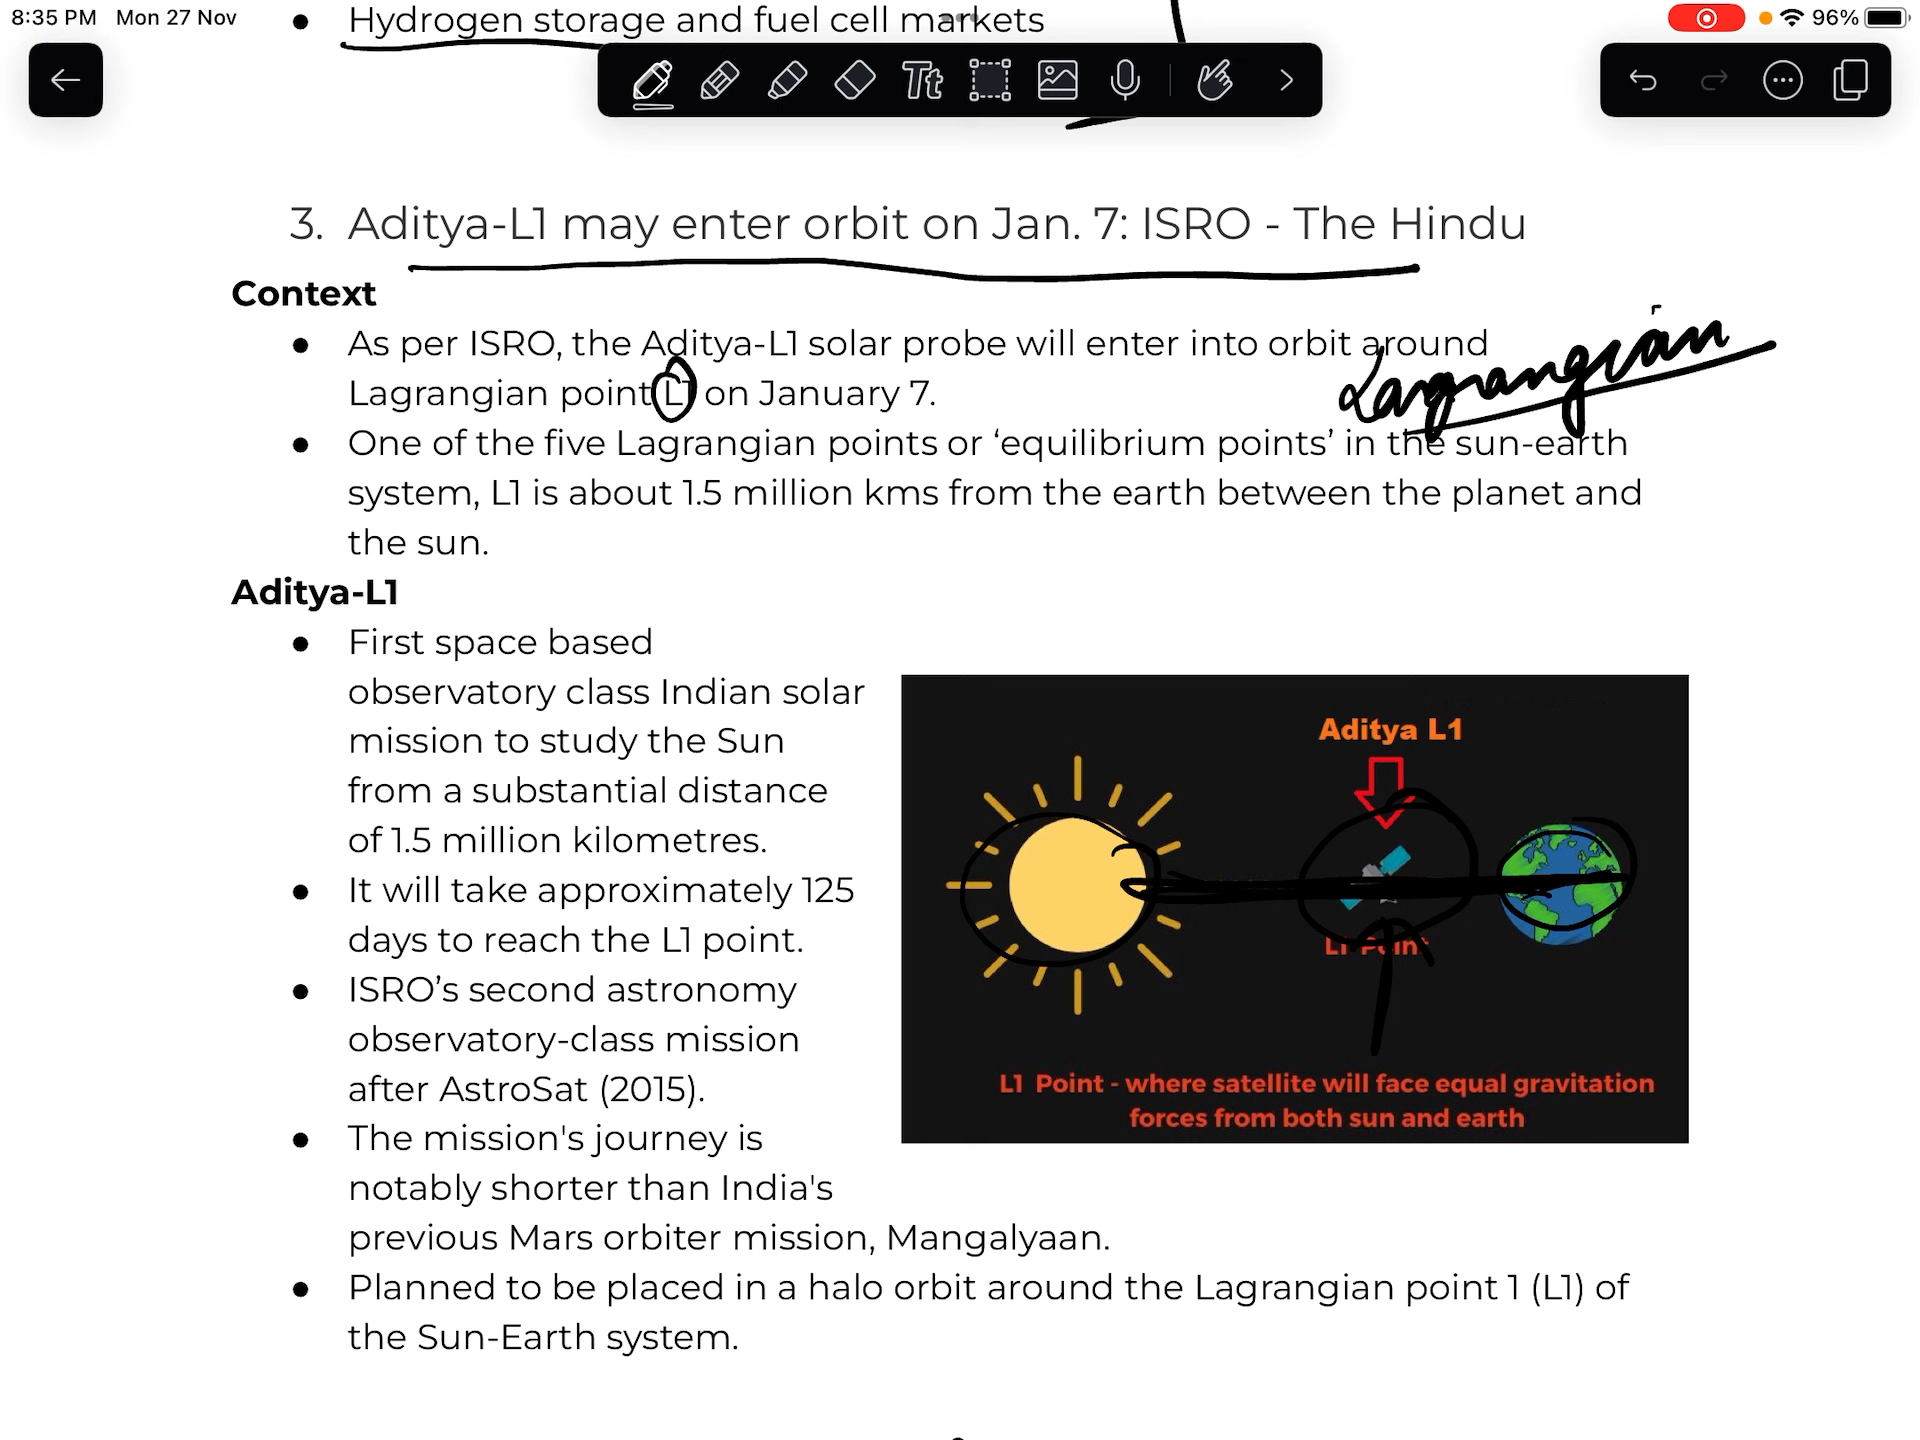 8:35 PM Mon 27 Nov
96%
● Hydrogen storage and fuel cell markets
Tt
3. Aditya-L1 may enter orbit on Jan. 7: ISRO - The Hindu
Context
● As per ISRO, the Aditya-L1 solar probe will enter into orbit around
Lagrangian point L1 on January 7.
Lagrangian
● One of the five Lagrangian points or ‘equilibrium points’ in the sun-earth
system, L1 is about 1.5 million kms from the earth between the planet and
the sun.
Aditya-L1
● First space based
observatory class Indian solar
mission to study the Sun
from a substantial distance
of 1.5 million kilometres.
● It will take approximately 125
days to reach the L1 point.
● ISRO’s second astronomy
observatory-class mission
after AstroSat (2015).
● The mission's journey is
notably shorter than India's
previous Mars orbiter mission, Mangalyaan.
● Planned to be placed in a halo orbit around the Lagrangian point 1 (L1) of
the Sun-Earth system.
Aditya L1
L1 Point
L1 Point - where satellite will face equal gravitation
forces from both sun and earth